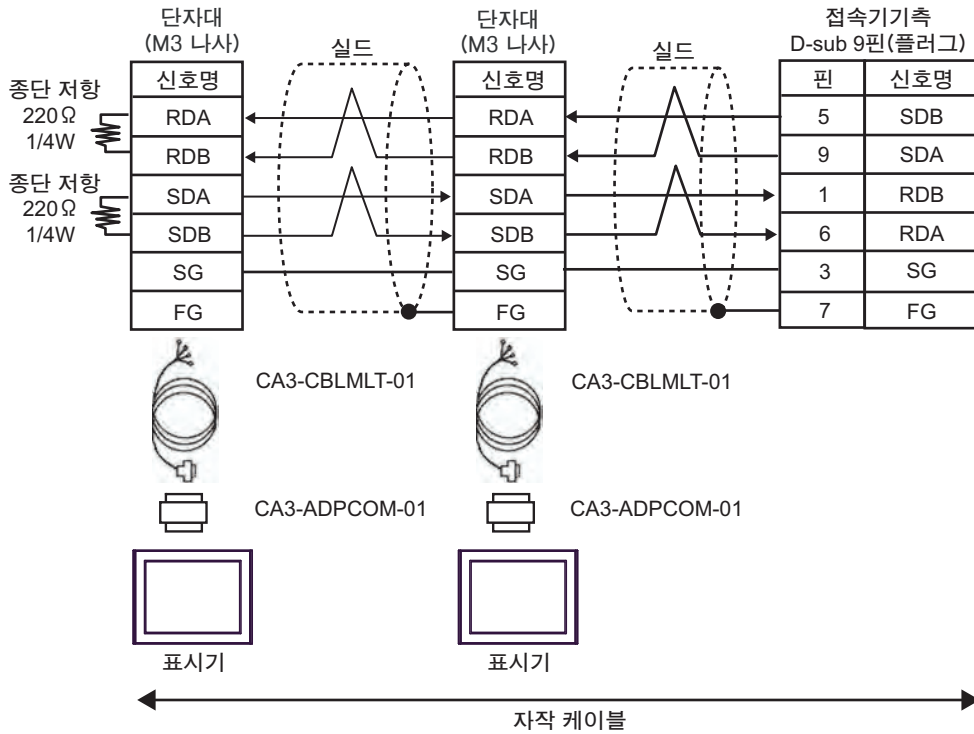 단자대
(M3 나사)
실드
단자대
(M3 나사)
실드
접속기기측
D-sub 9핀(플러그)
종단 저항
220Ω
1/4W
종단 저항
220Ω
1/4W
신호명
RDA
RDB
SDA
SDB
SG
FG
신호명
RDA
RDB
SDA
SDB
SG
FG
핀 신호명
5 SDB
9 SDA
1 RDB
6 RDA
3 SG
7 FG
CA3-CBLMLT-01
CA3-CBLMLT-01
CA3-ADPCOM-01
CA3-ADPCOM-01
표시기
표시기
자작 케이블